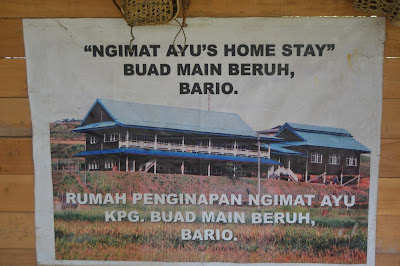 “NGIMAT AYU’S HOME STAY”
BUAD MAIN BERUH,
BARIO.
RUMAH PENGINAPAN NGIMAT AYU
KPG. BUAD MAIN BERUH,
BARIO.